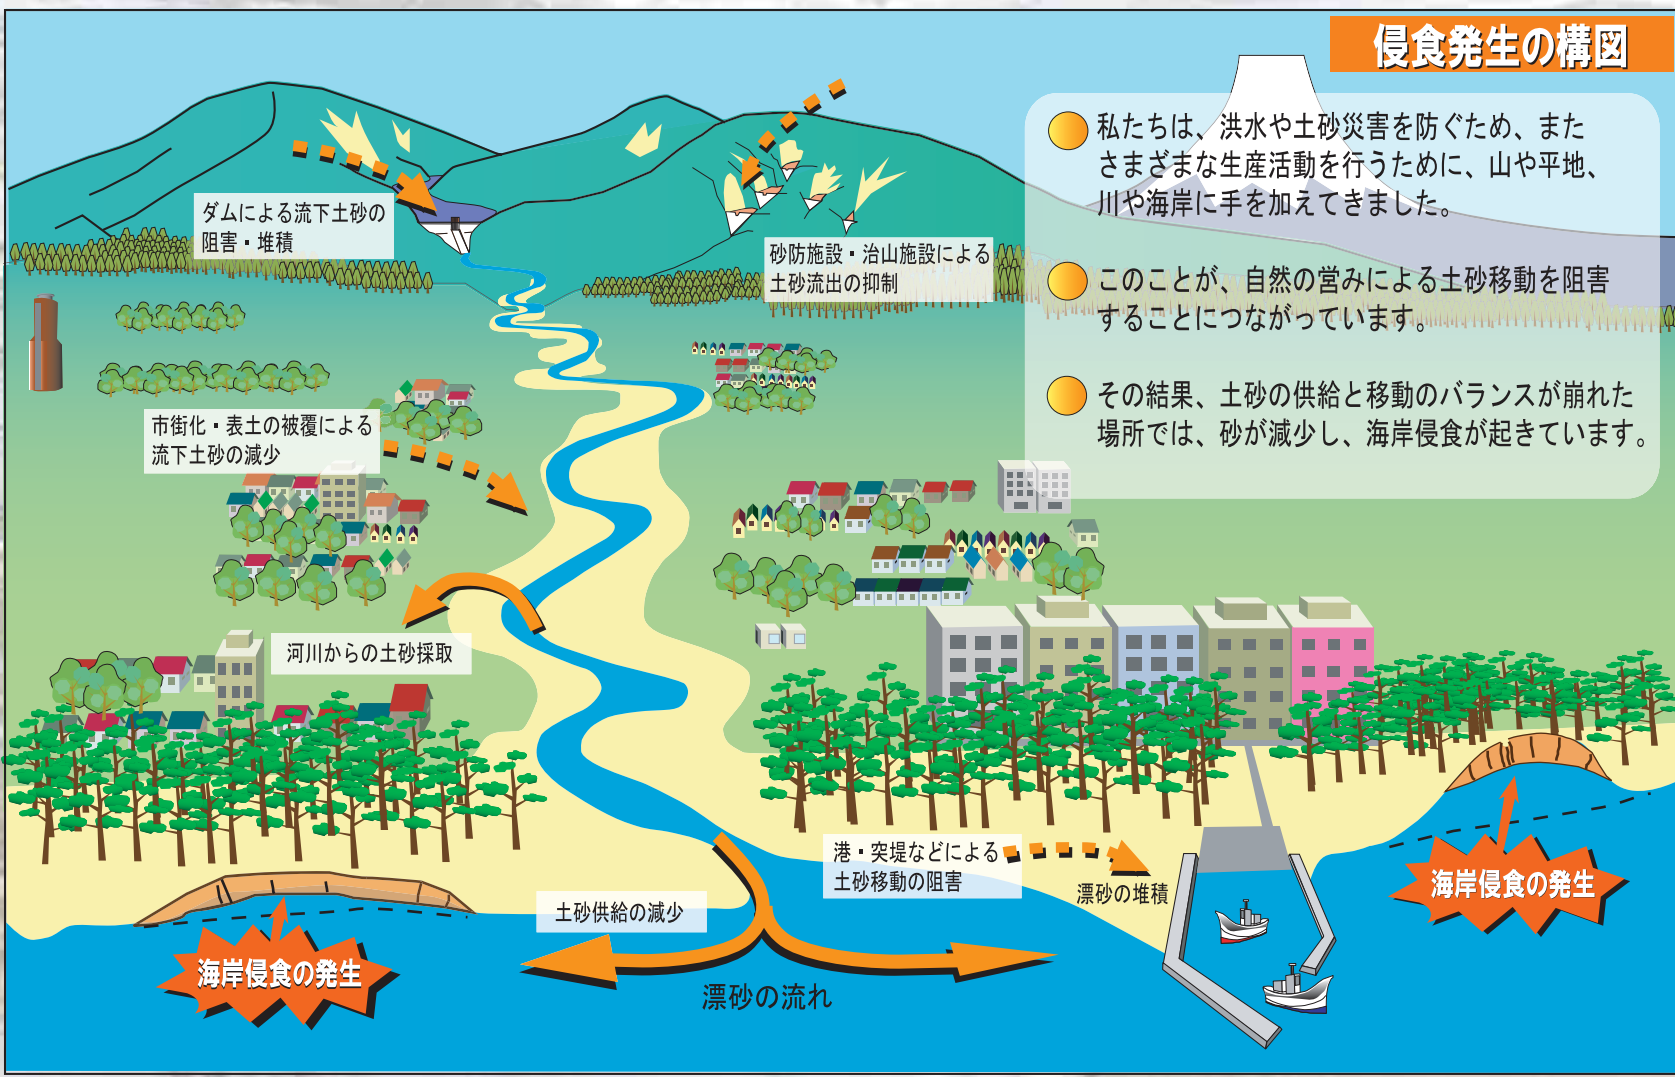 侵食発生の構図
私たちは、洪水や土砂災害を防ぐため、また
さまざまな生産活動を行うために、山や平地、
川や海岸に手を加えてきました。
このことが、自然の営みによる土砂移動を阻害
することにつながっています。
その結果、土砂の供給と移動のバランスが崩れた
場所では、砂が減少し、海岸侵食が起きています。
ダムによる流下土砂の
阻害・堆積
砂防施設・治山施設による
土砂流出の抑制
市街化・表土の被覆による
流下土砂の減少
河川からの土砂採取
港・突堤などによる
土砂移動の阻害
漂砂の堆積
海岸侵食の発生
土砂供給の減少
海岸侵食の発生
漂砂の流れ